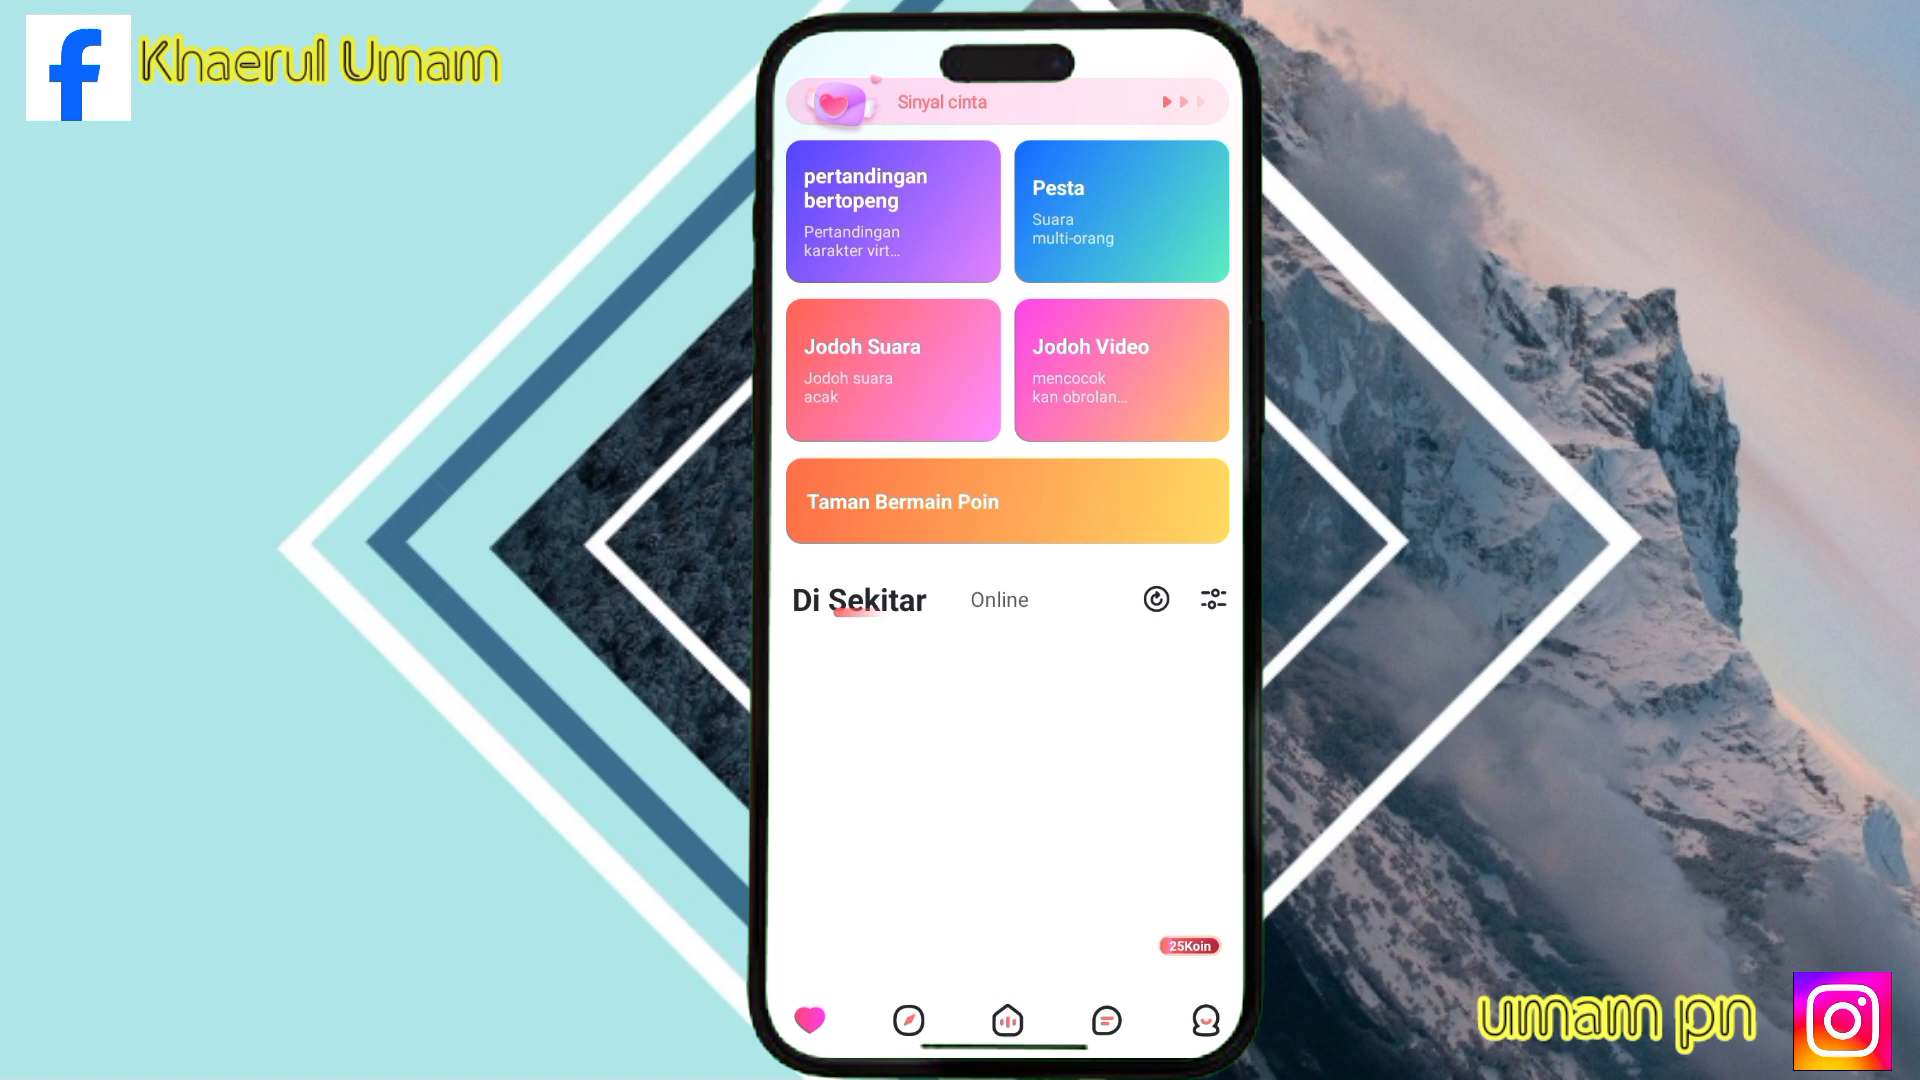 Khaerul Umam
Sinyal cinta
pertandingan
bertopeng
Pertandingan
karakter virt...
Pesta
Suara
multi-orang
Jodoh Suara
Jodoh suara
acak
Jodoh Video
mencocok
kan obrolan...
Taman Bermain Poin
Di Sekitar
Online
25Koin
umam pn